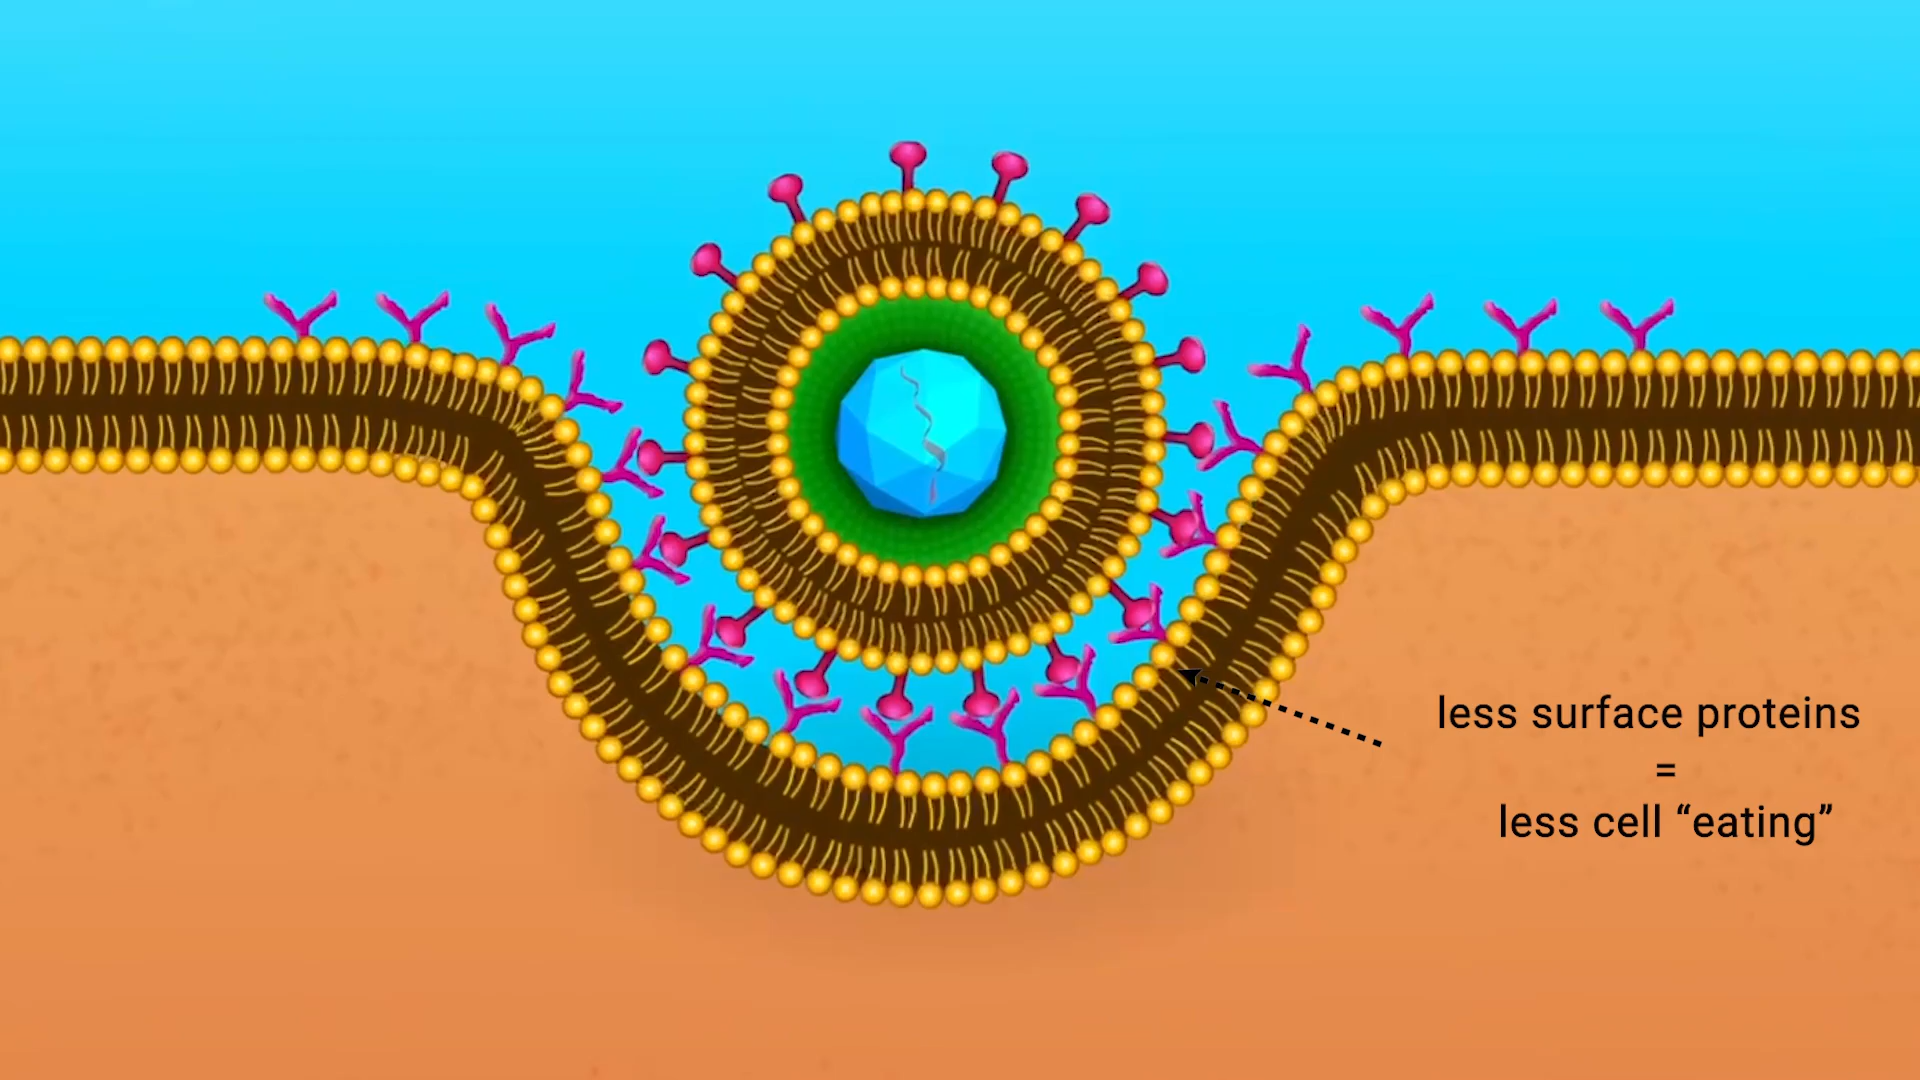 less surface proteins
=
less cell “eating”